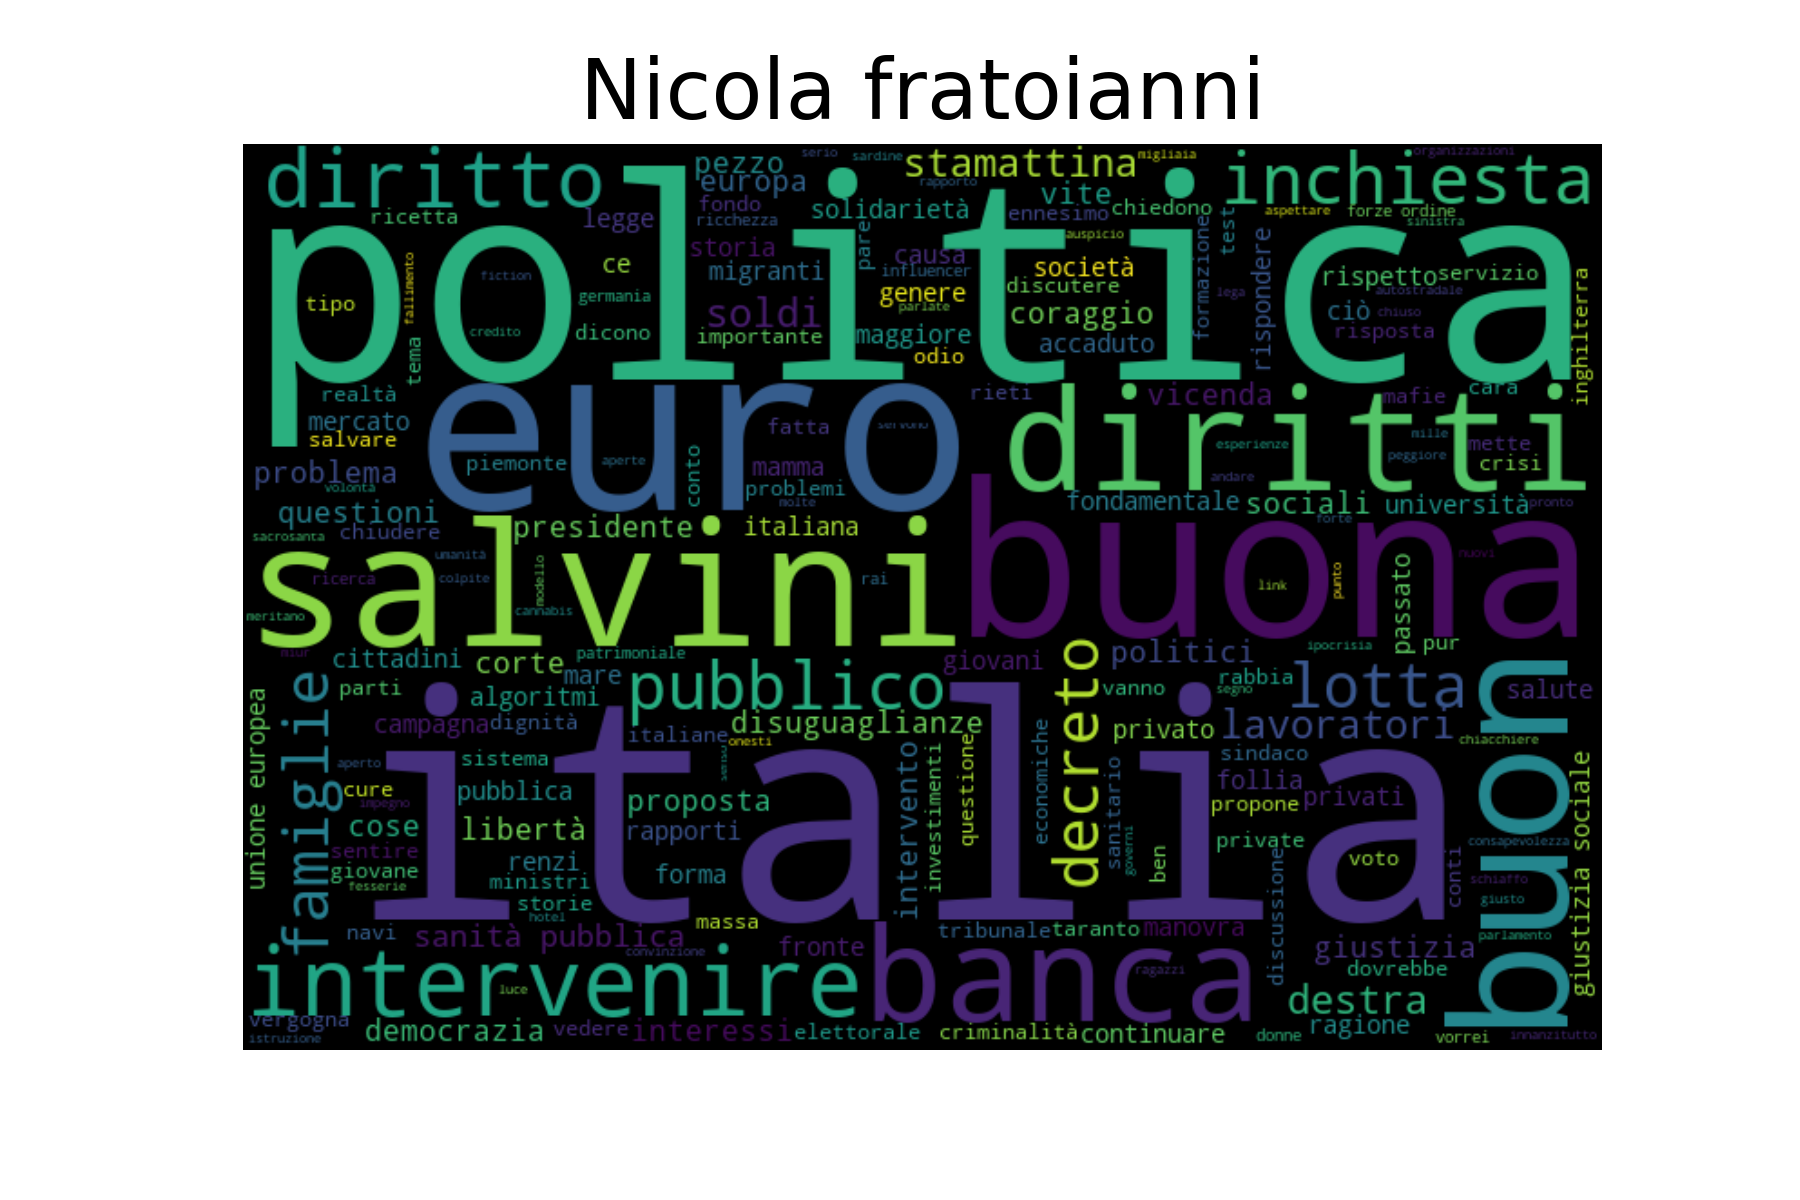 Nicola fratoianni
diritto
pezzo
serio
sardine
stamattina
migliaia
inchiesta
organizzazioni
europa
rapporto
vite
ricetta
legge
fondo
ricchezza
solidarietà
ennesimo
chiedono
test
aspettare
forze ordine
sinistra
politica
storia
pare
causa
auspicio
formazione
rispondere
ce
fallimento
fiction
migranti
influencer
società
rispetto
servizio
inghilterra
tipo
germania
soldi
genere
parlate
discutere
lega
autostradale
credito
dicono
importante
maggiore
coraggio
ciò
chiuso
risposta
tema
odio
accaduto
realtà
euro
rieti
diritti
vicenda
mafie
cara
mercato
salvare
fatta
servono
esperienze
mille
mette
problema
piemonte
aperte
conto
mamma
andare
peggiore
crisi
volontà
problemi
molte
fondamentale
sociali
università
pronto
questioni
presidente
italiana
buona
forte
sacrosanta
chiudere
salvini
umanità
nuovi
ricerca
colpite
modello
rai
link
punto
passato
meritano
cannabis
miur
cittadini
corte
patrimoniale
giovani
decreto
politici
ipocrisia
pur
parti
mare
pubblico
vanno
rabbia
segno
lotta
buon
salute
famiglie
algoritmi
unione europea
campagna
dignità
italiane
disuguaglianze
privato
lavoratori
chiacchiere
onesti
aperto
sistema
senso
italia
intervento
investimenti
questione
economiche
sanitario
sindaco
giustizia sociale
cure
impegno
pubblica
proposta
follia
propone
privati
cose
libertà
rapporti
governi
private
consapevolezza
sentire
giovane
fesserie
renzi
ministri
forma
ben
discussione
voto
conti
schiaffo
giusto
storie
hotel
massa
navi
sanità pubblica
convinzione
fronte
banca
tribunale
taranto
manovra
giustizia
parlamento
intervenire
luce
ragazzi
dovrebbe
destra
vergogna
istruzione
democrazia
vedere
interessi
elettorale
criminalità
continuare
donne
ragione
vorrei
innanzitutto